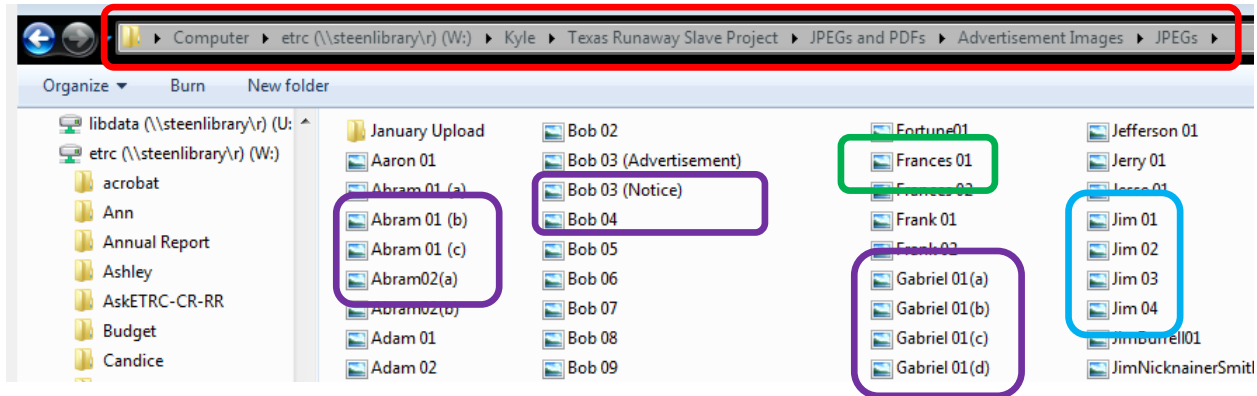 Computer etrc (\\steenlibrary\r) (W:) Kyle Texas Runaway Slave Project JPEGs and PDFs Advertisement Images JPEGs
Organize Burn New folder
libdata (\\steenlibrary\r) (U:
etrc (\\steenlibrary\r) (W:)
acrobat
Ann
Annual Report
Ashley
AskETRC-CR-RR
Budget
Candice
January Upload
Aaron 01
Abram 01 (a)
Abram 01 (b)
Abram 01 (c)
Abram02(a)
Abram02(b)
Adam 01
Adam 02
Bob 02
Bob 03 (Advertisement)
Bob 03 (Notice)
Bob 04
Bob 05
Bob 06
Bob 07
Bob 08
Bob 09
Fortune01
Frances 01
Frances 02
Frank 01
Frank 02
Gabriel 01(a)
Gabriel 01(b)
Gabriel 01(c)
Gabriel 01(d)
Jefferson 01
Jerry 01
Jesse 01
Jim 01
Jim 02
Jim 03
Jim 04
JimBurrell01